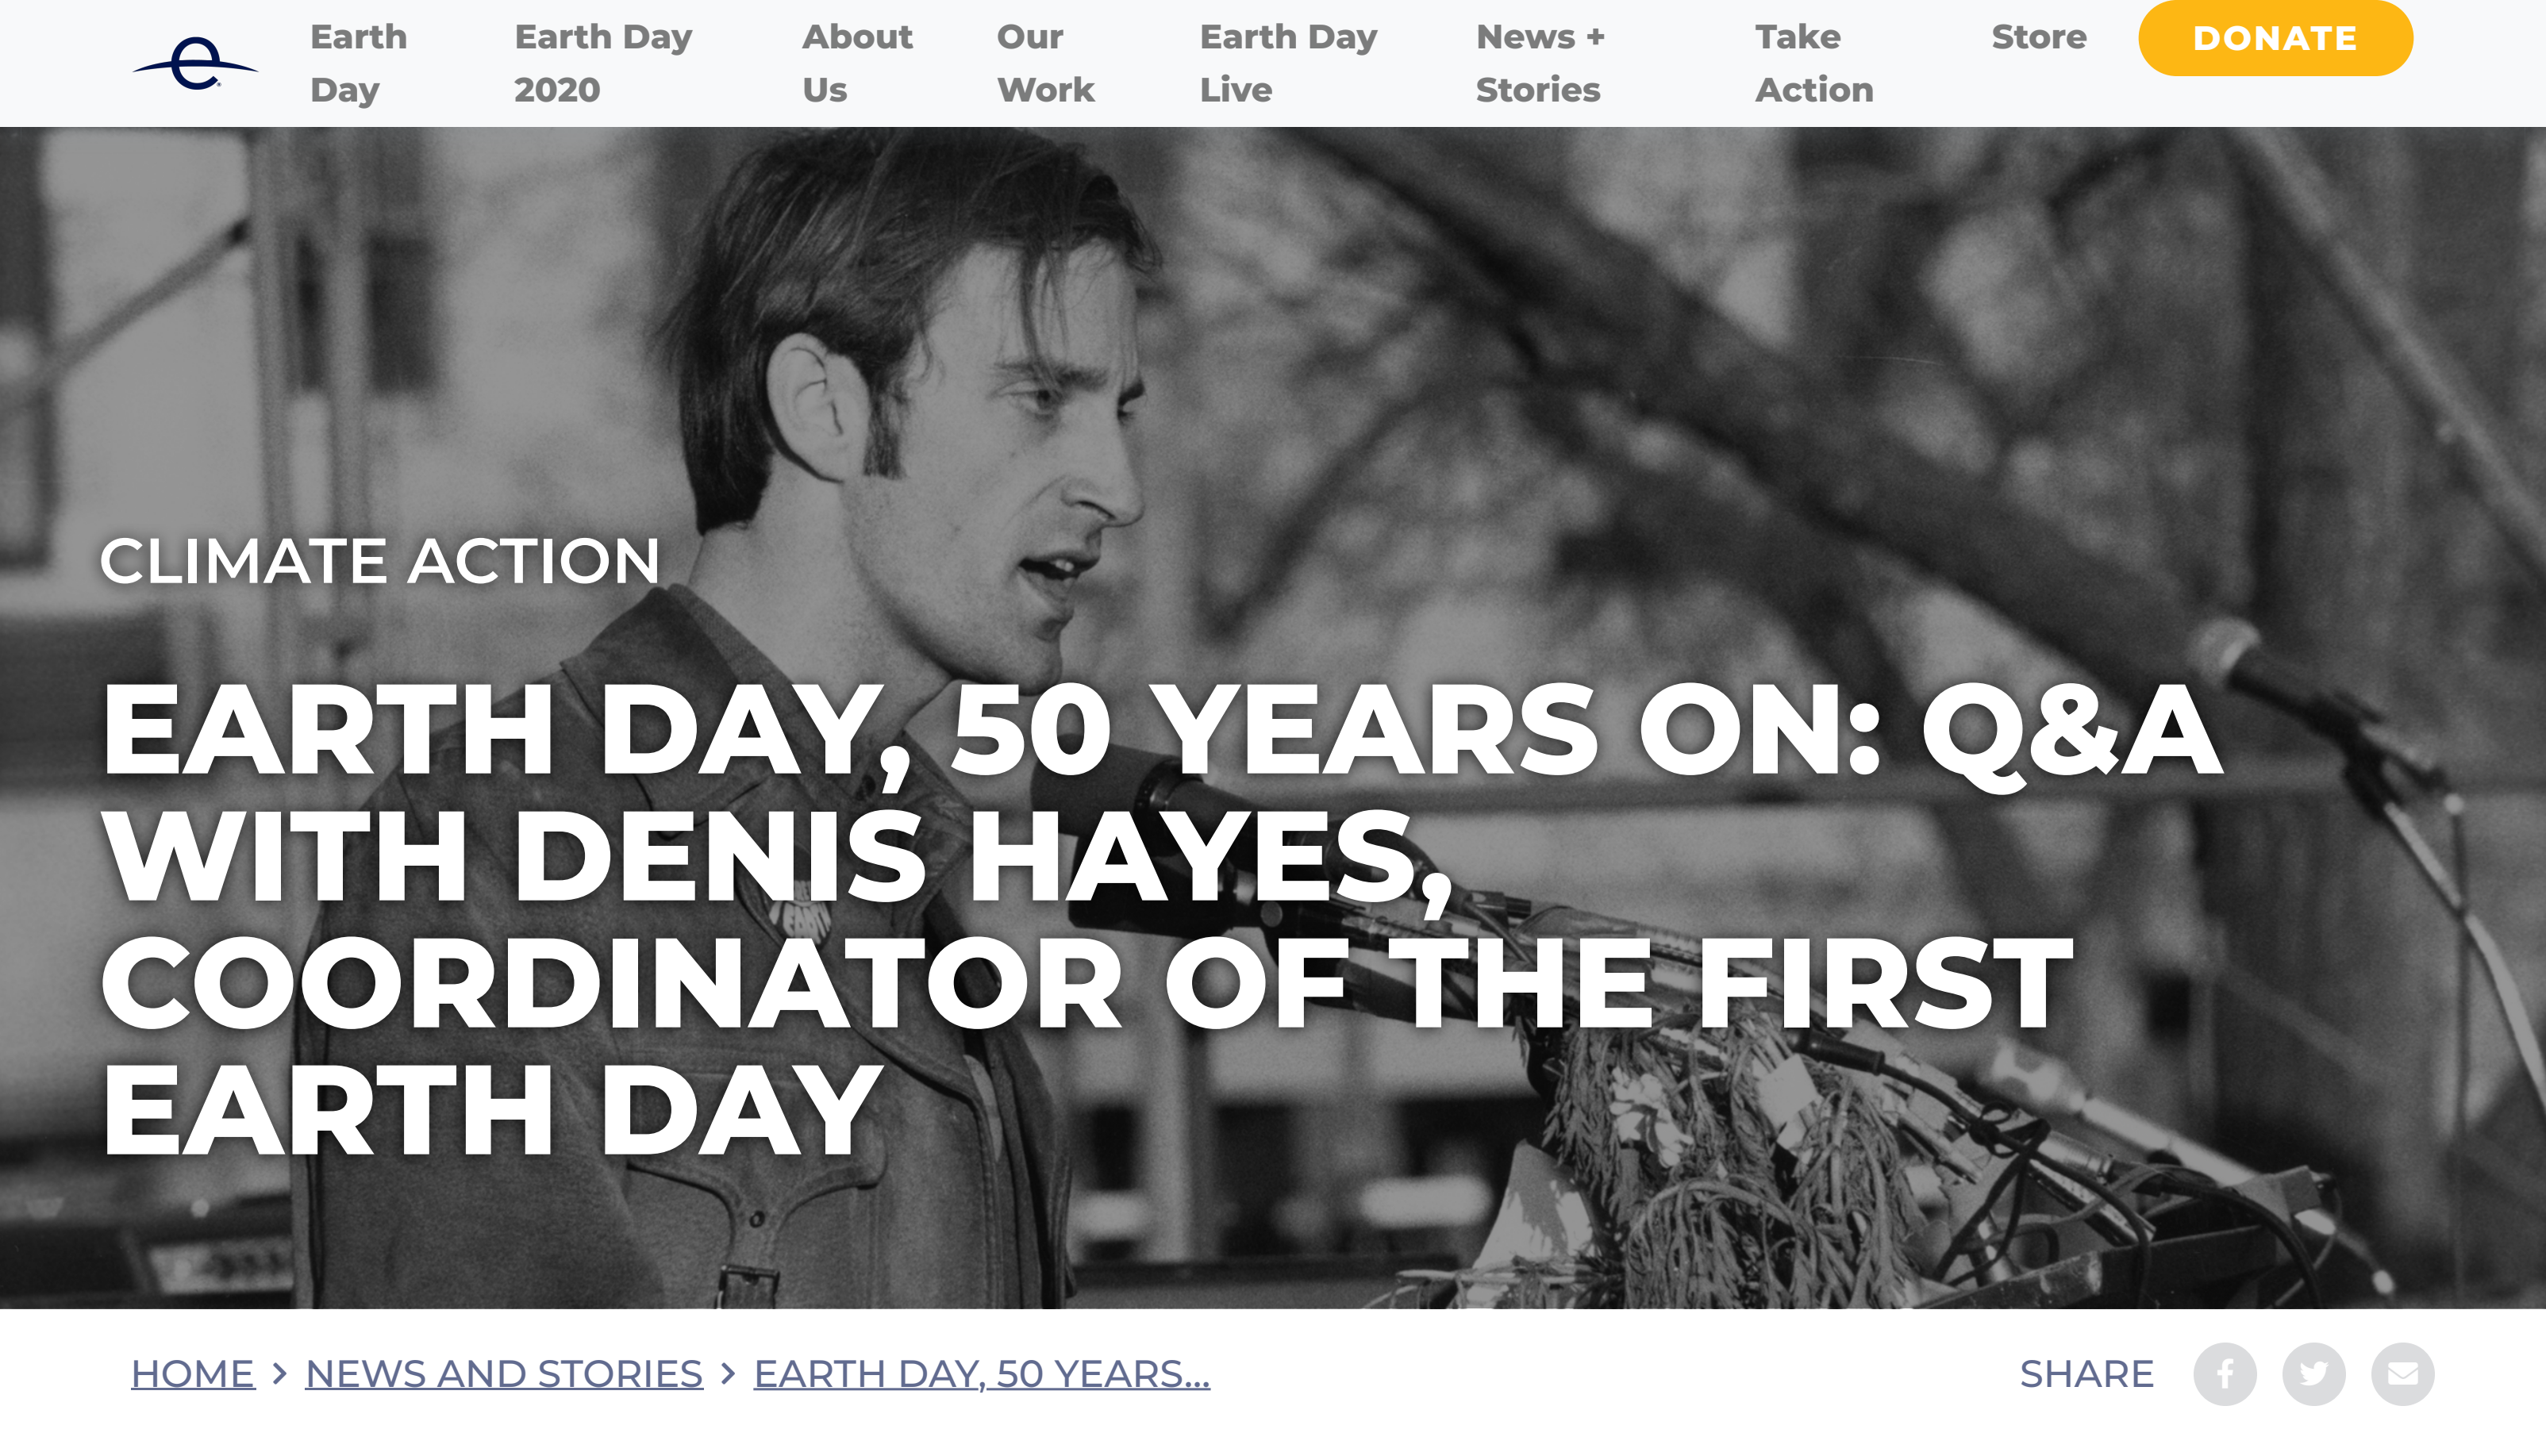 e
Earth Day
Earth Day 2020
About Us
Our Work
Earth Day Live
News + Stories
Take Action
Store
DONATE
CLIMATE ACTION
EARTH DAY, 50 YEARS ON: Q&A
WITH DENIS HAYES,
COORDINATOR OF THE FIRST
EARTH DAY
HOME > NEWS AND STORIES > EARTH DAY, 50 YEARS...
SHARE